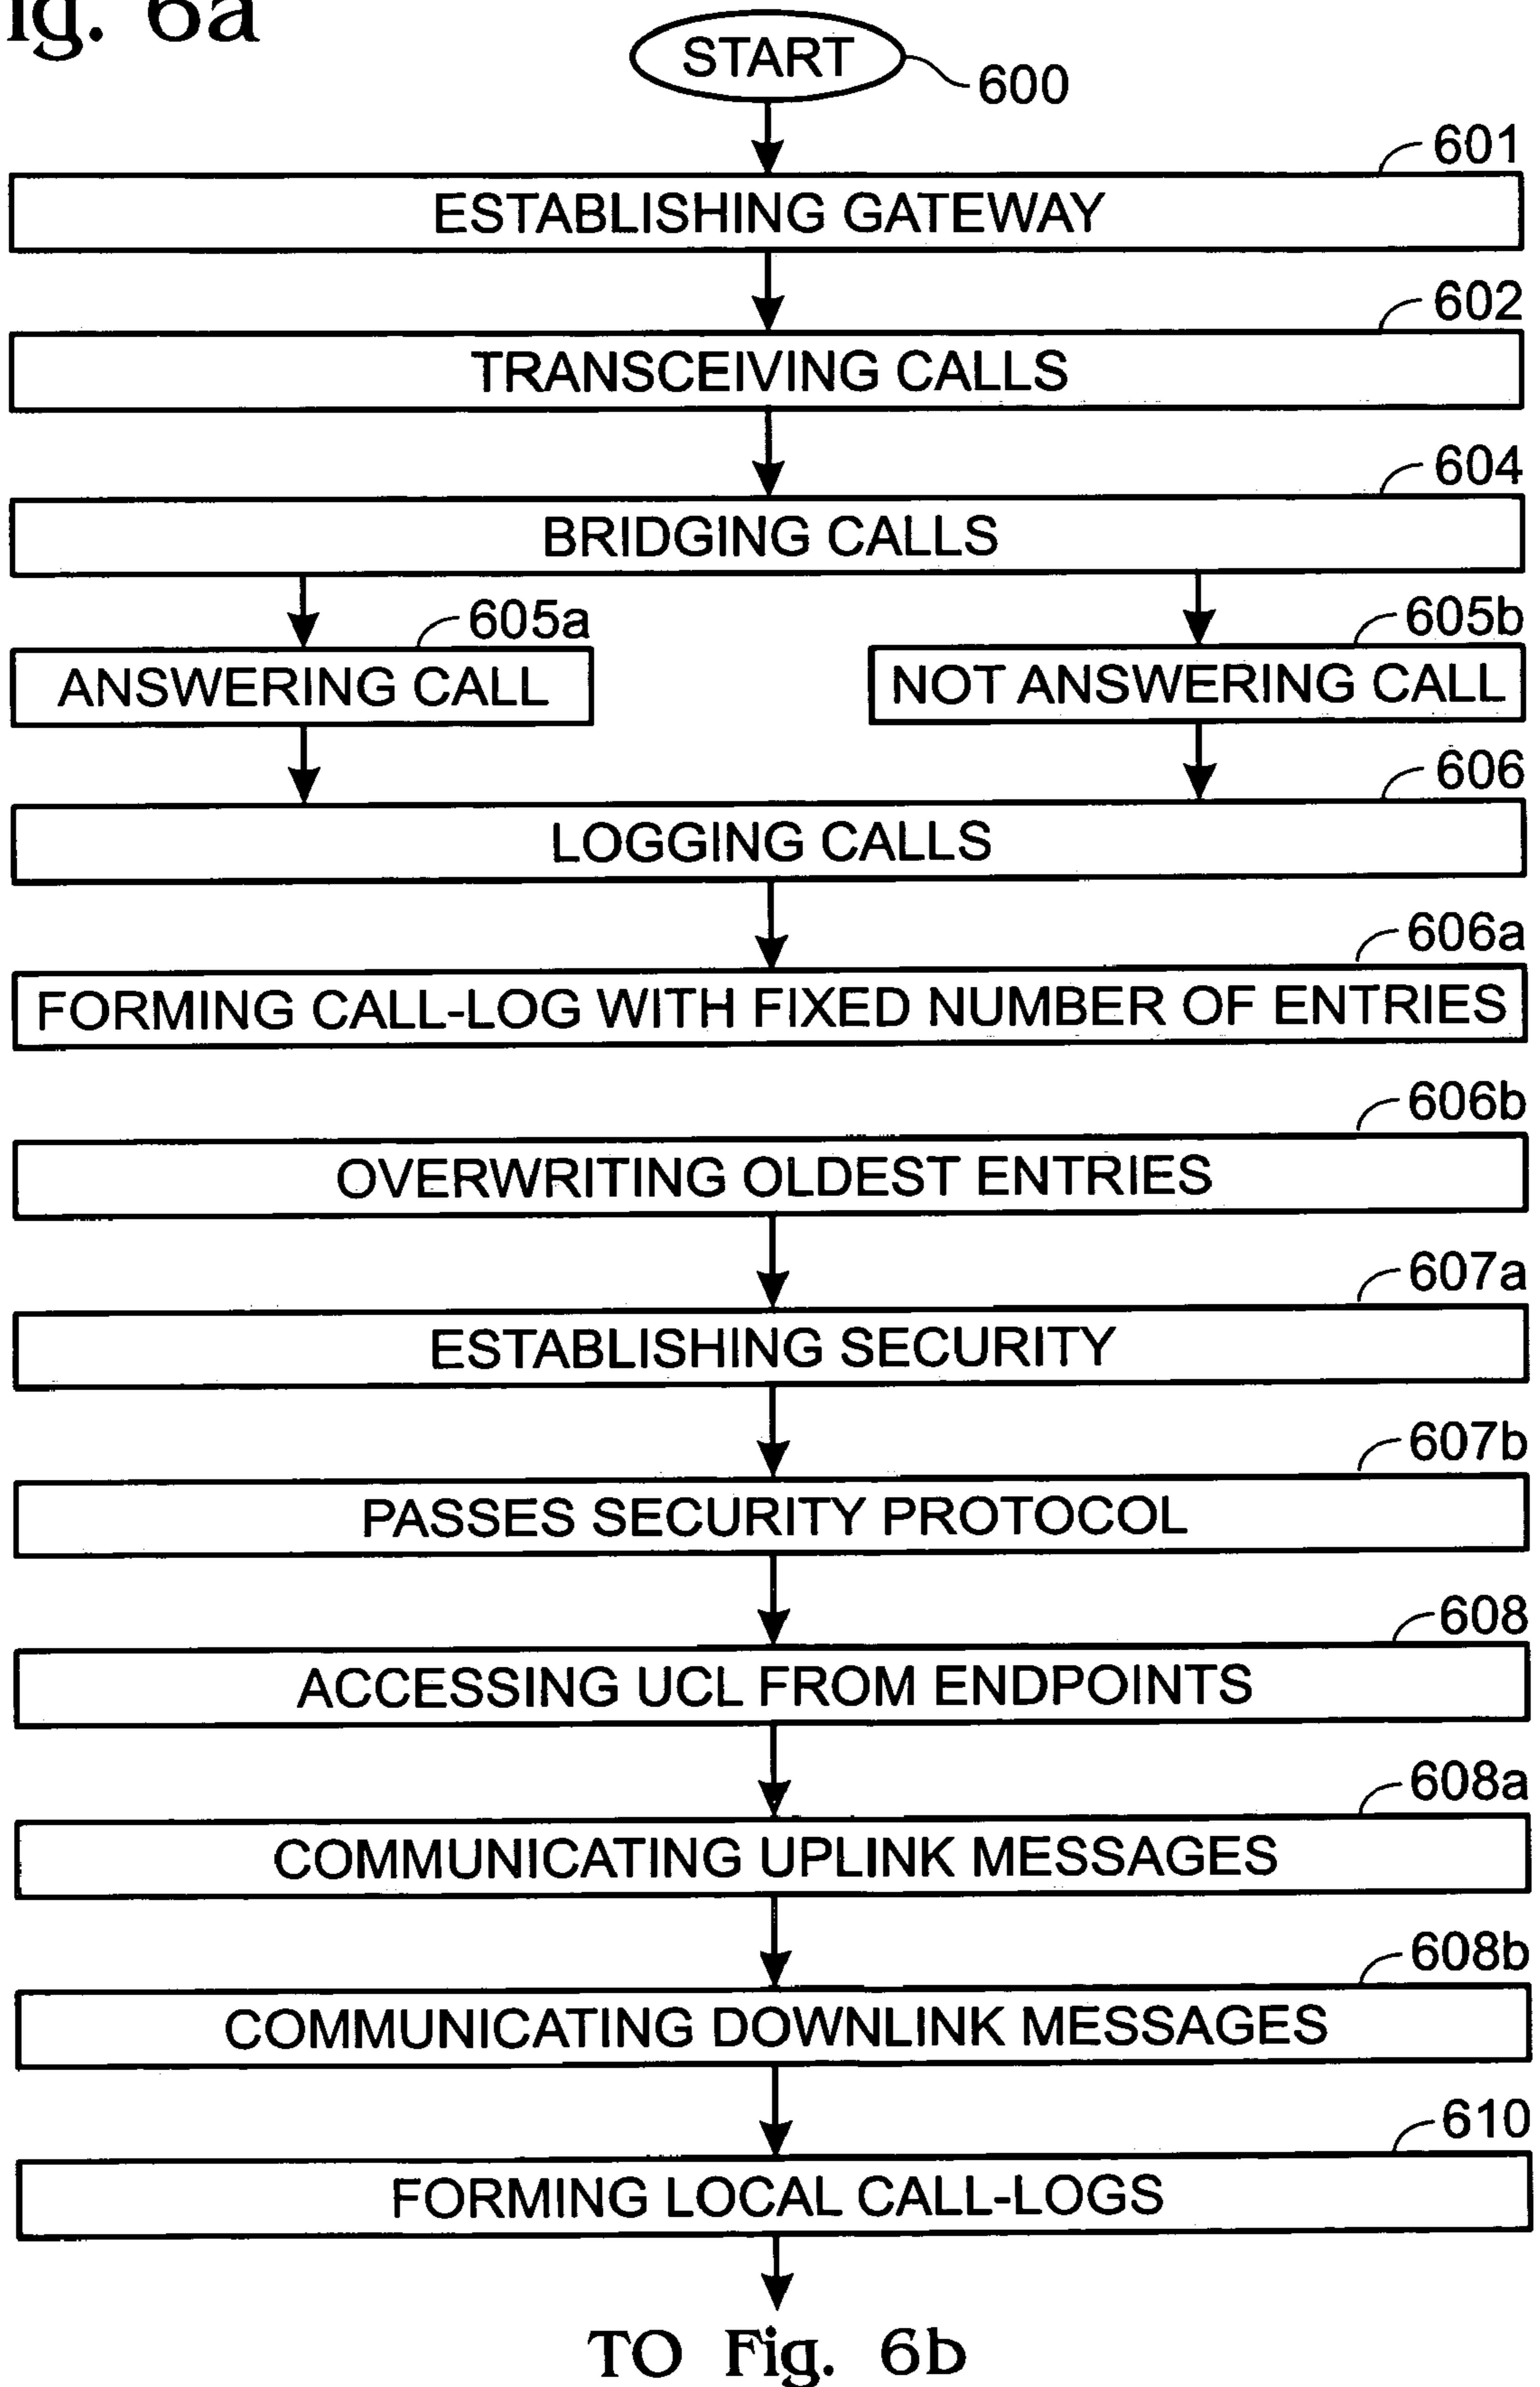 ig. 6a
START
600
601
ESTABLISHING GATEWAY
602
TRANSCEIVING CALLS
604
BRIDGING CALLS
605a
605b
ANSWERING CALL
NOT ANSWERING CALL
606
LOGGING CALLS
606a
FORMING CALL-LOG WITH FIXED NUMBER OF ENTRIES
606b
OVERWRITING OLDEST ENTRIES
607a
ESTABLISHING SECURITY
607b
PASSES SECURITY PROTOCOL
608
ACCESSING UCL FROM ENDPOINTS
608a
COMMUNICATING UPLINK MESSAGES
608b
COMMUNICATING DOWNLINK MESSAGES
610
FORMING LOCAL CALL-LOGS
TO Fig. 6b